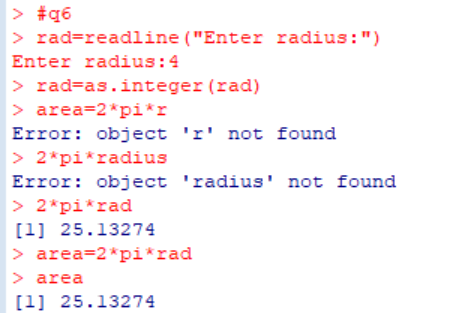 > #q6
> rad=readline("Enter radius:")
Enter radius:4
> rad=as.integer(rad)
> area=2*pi*r
Error: object 'r' not found
> 2*pi*radius
Error: object 'radius' not found
> 2*pi*rad
[1] 25.13274
> area=2*pi*rad
> area
[1] 25.13274